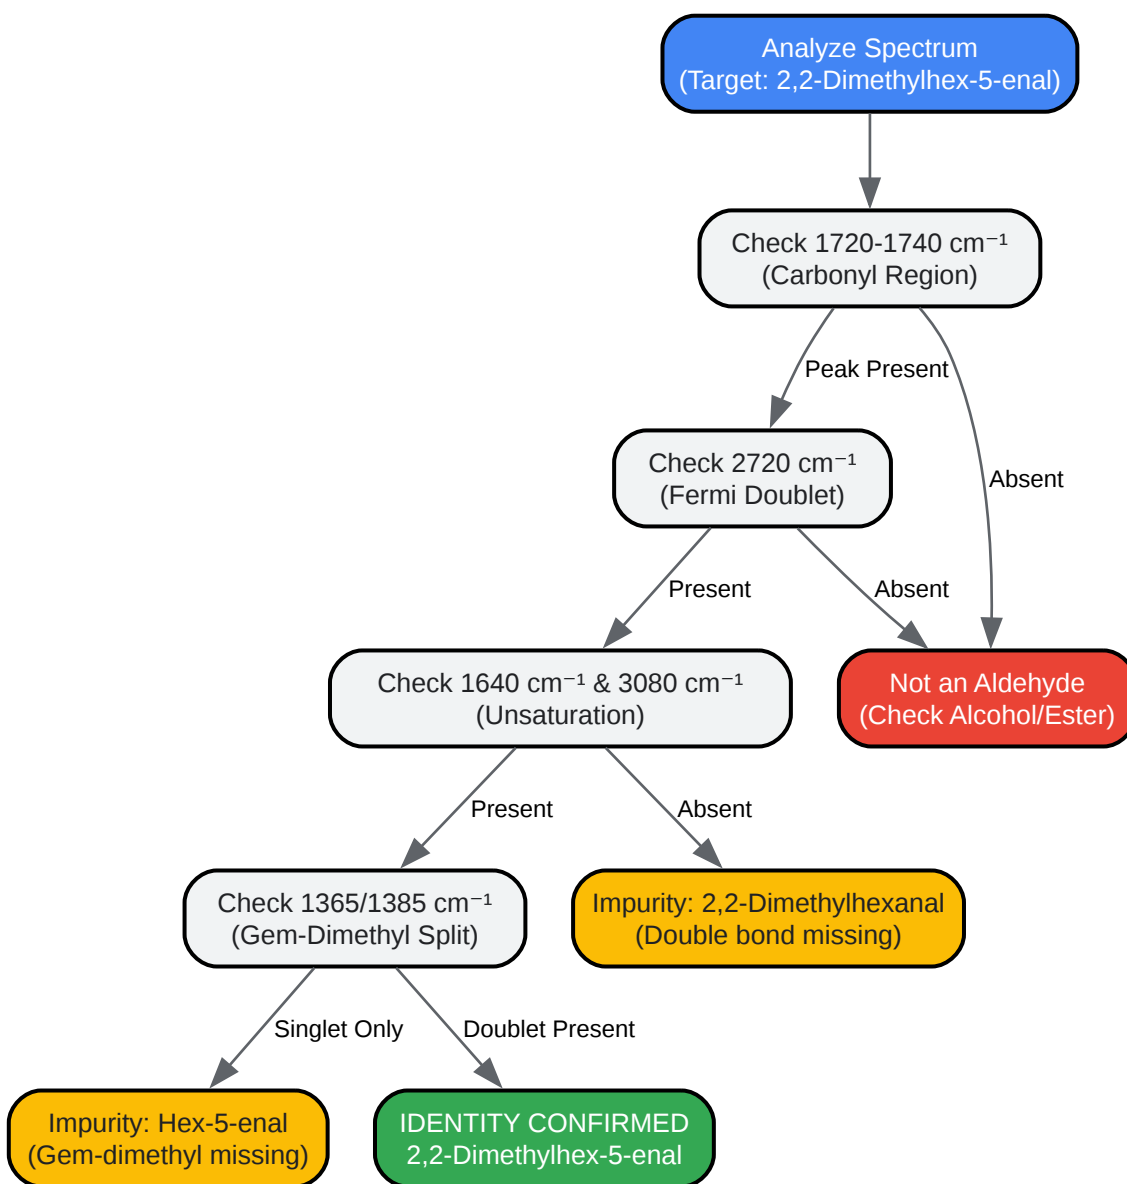 Analyze Spectrum
(Target: 2,2-Dimethylhex-5-enal)
Check 1720-1740 cm⁻¹
(Carbonyl Region)
Peak Present
Absent
Check 2720 cm⁻¹
(Fermi Doublet)
Present
Absent
Check 1640 cm⁻¹ & 3080 cm⁻¹
(Unsaturation)
Not an Aldehyde
(Check Alcohol/Ester)
Present
Absent
Check 1365/1385 cm⁻¹
(Gem-Dimethyl Split)
Impurity: 2,2-Dimethylhexanal
(Double bond missing)
Singlet Only
Doublet Present
Impurity: Hex-5-enal
(Gem-dimethyl missing)
IDENTITY CONFIRMED
2,2-Dimethylhex-5-enal